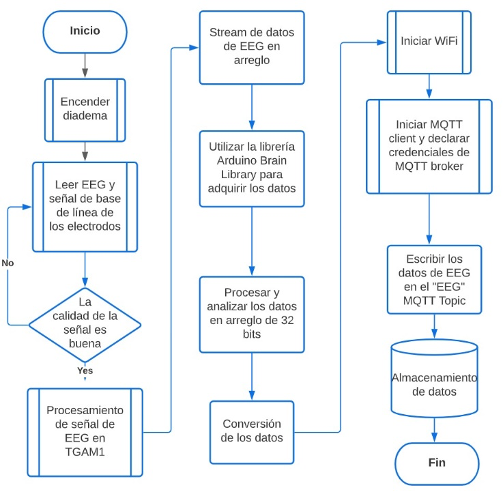 Inicio
Encender
diadema
Leer EEG y
señal de base
de línea de
los electrodos
No
La
calidad de la
señal es
buena
Yes
Procesamiento
de señal de
EEG en
TGAM1
Stream de datos
de EEG en
arreglo
Utilizar la librería
Arduino Brain
Library para
adquirir los datos
Procesar y
analizar los datos
en arreglo de 32
bits
Conversión
de los datos
Iniciar WiFi
Iniciar MQTT
client y declarar
credenciales de
MQTT broker
Escribir los
datos de EEG
en el "EEG"
MQTT Topic
Almacenamiento
de datos
Fin